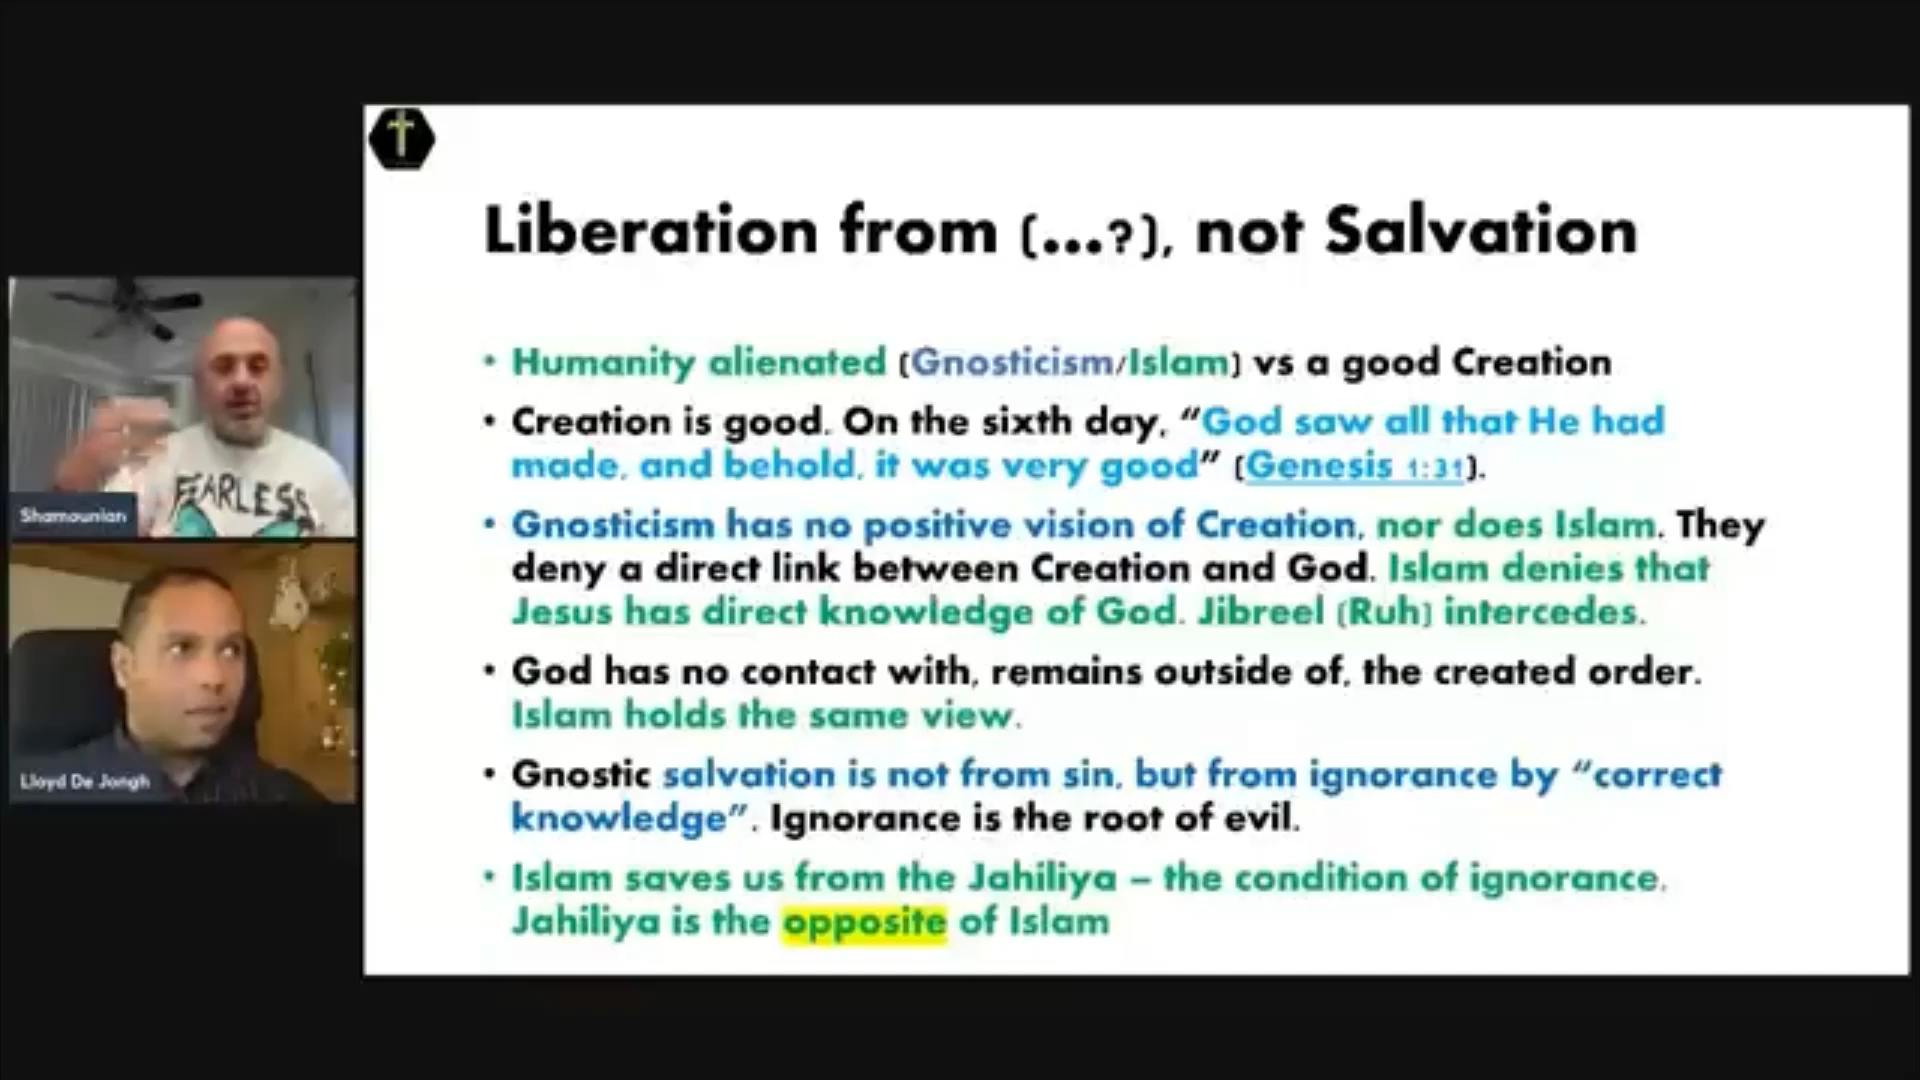 Liberation from (...?), not Salvation
• Humanity alienated (Gnosticism/Islam) vs a good Creation
• Creation is good. On the sixth day, “God saw all that He had
made, and behold, it was very good” (Genesis 1:31).
• Gnosticism has no positive vision of Creation, nor does Islam. They
deny a direct link between Creation and God. Islam denies that
Jesus has direct knowledge of God. Jibreel (Ruh) intercedes.
• God has no contact with, remains outside of, the created order.
Islam holds the same view.
• Gnostic salvation is not from sin, but from ignorance by “correct
knowledge”. Ignorance is the root of evil.
• Islam saves us from the Jahiliya – the condition of ignorance.
Jahiliya is the opposite of Islam
FEARLESS
Shamounian
Lloyd De Jongh